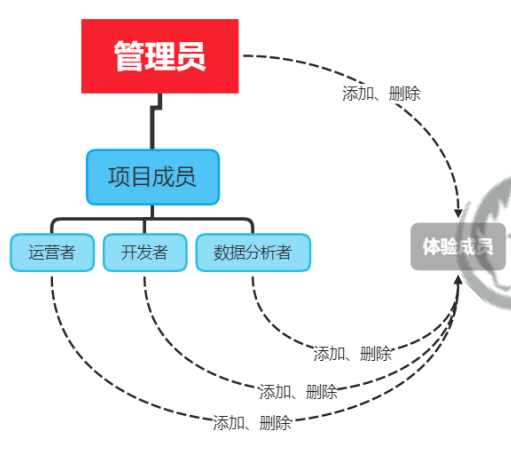 管理员
添加、删除
项目成员
运营者
开发者
数据分析者
体验成员
添加、删除
添加、删除
添加、删除